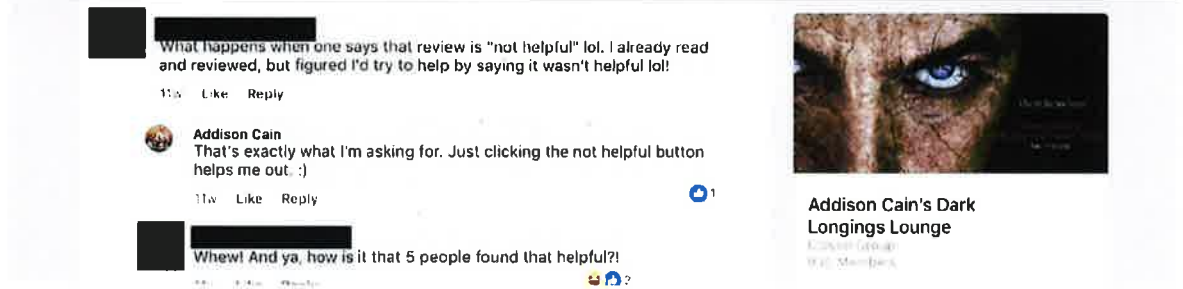 What happens when one says that review is "not helpful" lol. I already read
and reviewed, but figured I'd try to help by saying it wasn't helpful lol!
11w Like Reply
Addison Cain
That's exactly what I'm asking for. Just clicking the not helpful button
helps me out. :)
11w Like Reply
1
Whew! And ya, how is it that 5 people found that helpful?!
2
Addison Cain's Dark
Longings Lounge